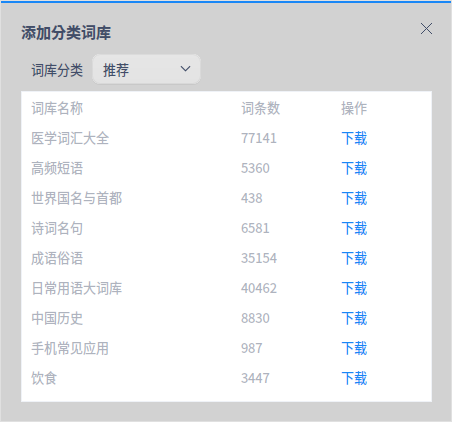 添加分类词库
词库分类 推荐
词库名称 词条数 操作
医学词汇大全 77141 下载
高频短语 5360 下载
世界国名与首都 438 下载
诗词名句 6581 下载
成语俗语 35154 下载
日常用语大词库 40462 下载
中国历史 8830 下载
手机常见应用 987 下载
饮食 3447 下载